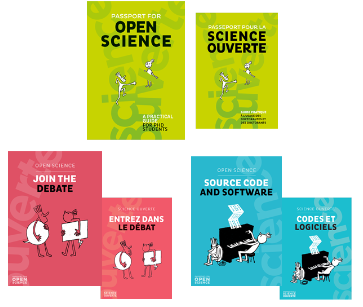 PASSPORT FOR
OPEN
SCIENCE
A PRACTICAL
GUIDE
FOR PHD
STUDENTS
PASSEPORT POUR LA
SCIENCE
OUVERTE
OPEN SCIENCE
JOIN THE
DEBATE
ENTREZ DANS
LE DÉBAT
OPEN SCIENCE
SOURCE CODE
AND SOFTWARE
CODES ET
LOGICIELS